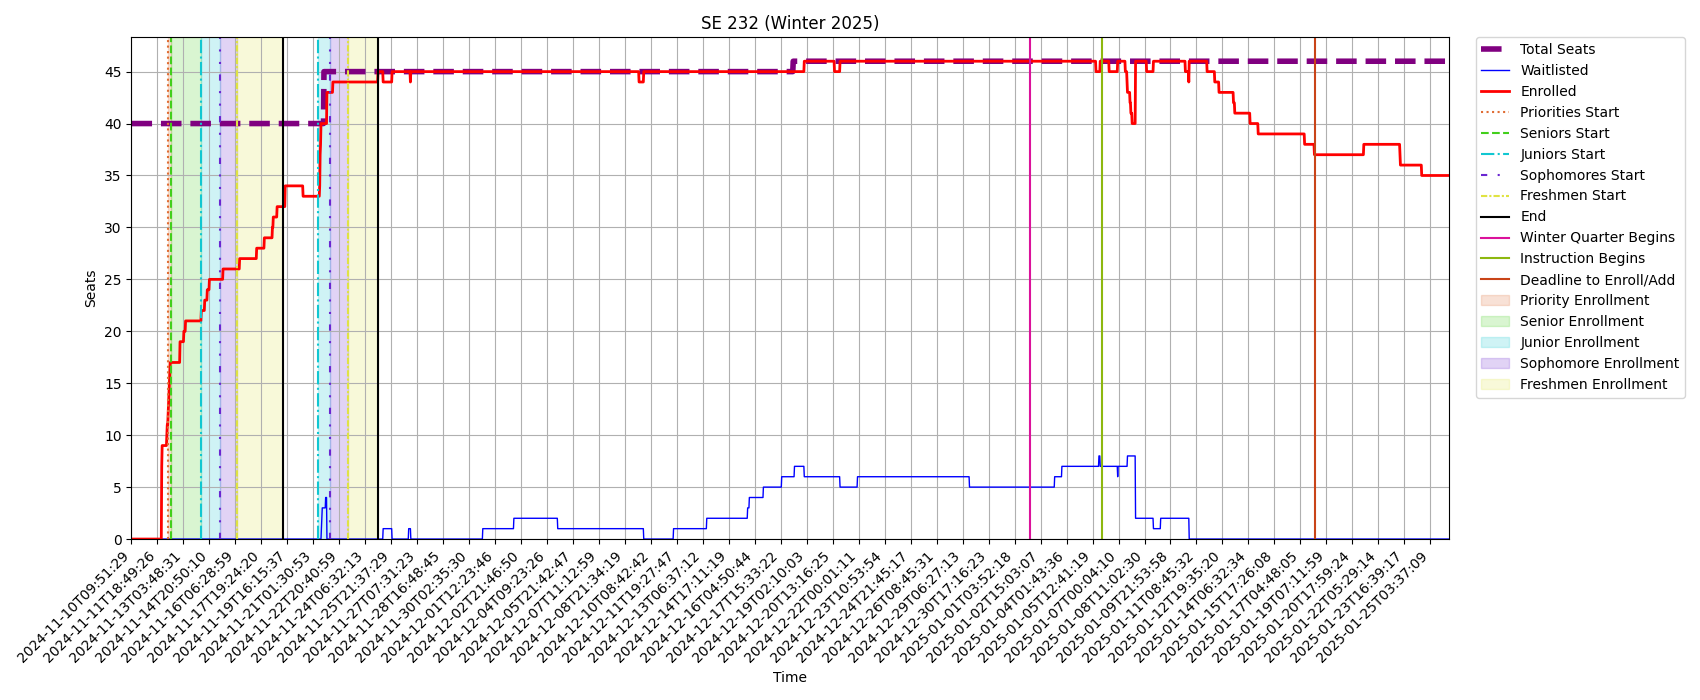 SE 232 (Winter 2025)
Seats
45
40
35
30
25
20
15
10
5
0
2024-11-10T09:51:29
2024-11-11T18:49:26
2024-11-13T03:48:31
2024-11-14T20:50:10
2024-11-16T06:28:59
2024-11-17T19:24:20
2024-11-19T16:15:37
2024-11-21T01:30:53
2024-11-22T20:40:59
2024-11-24T06:32:13
2024-11-25T21:37:29
2024-11-27T07:31:23
2024-11-28T16:48:45
2024-11-30T02:35:30
2024-12-01T12:23:46
2024-12-02T21:46:50
2024-12-04T09:23:26
2024-12-05T21:42:47
2024-12-07T11:12:59
2024-12-08T21:34:19
2024-12-10T08:42:42
2024-12-11T19:27:47
2024-12-13T06:37:12
2024-12-14T17:11:19
2024-12-16T04:50:44
2024-12-17T15:33:22
2024-12-19T02:10:03
2024-12-20T13:16:25
2024-12-22T00:01:11
2024-12-23T10:53:54
2024-12-24T21:45:17
2024-12-26T08:45:31
2024-12-29T06:27:13
2024-12-30T17:16:23
2025-01-01T03:52:18
2025-01-02T15:03:07
2025-01-04T01:43:36
2025-01-05T12:41:19
2025-01-07T00:04:10
2025-01-08T11:02:30
2025-01-09T21:53:58
2025-01-11T08:45:32
2025-01-12T19:35:20
2025-01-14T06:32:34
2025-01-15T17:26:08
2025-01-17T04:48:05
2025-01-19T07:11:59
2025-01-20T17:59:24
2025-01-22T05:29:14
2025-01-23T16:39:17
2025-01-25T03:37:09
Time
Total Seats
Waitlisted
Enrolled
Priorities Start
Seniors Start
Juniors Start
Sophomores Start
Freshmen Start
End
Winter Quarter Begins
Instruction Begins
Deadline to Enroll/Add
Priority Enrollment
Senior Enrollment
Junior Enrollment
Sophomore Enrollment
Freshmen Enrollment